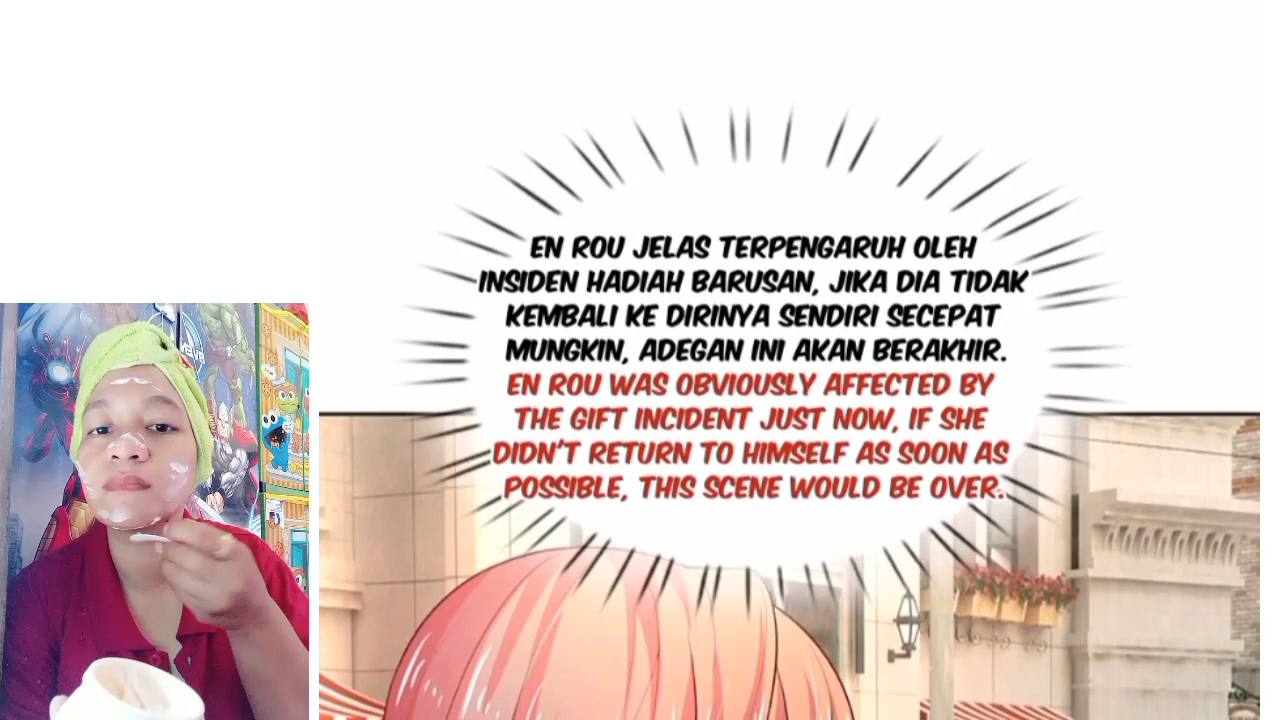 EN ROU JELAS TERPENGARUH OLEH
INSIDEN HADIAH BARUSAN, JIKA DIA TIDAK
KEMBALI KE DIRINYA SENDIRI SECEPAT
MUNGKIN, ADEGAN INI AKAN BERAKHIR.
EN ROU WAS OBVIOUSLY AFFECTED BY
THE GIFT INCIDENT JUST NOW, IF SHE
DIDN'T RETURN TO HIMSELF AS SOON AS
POSSIBLE, THIS SCENE WOULD BE OVER.